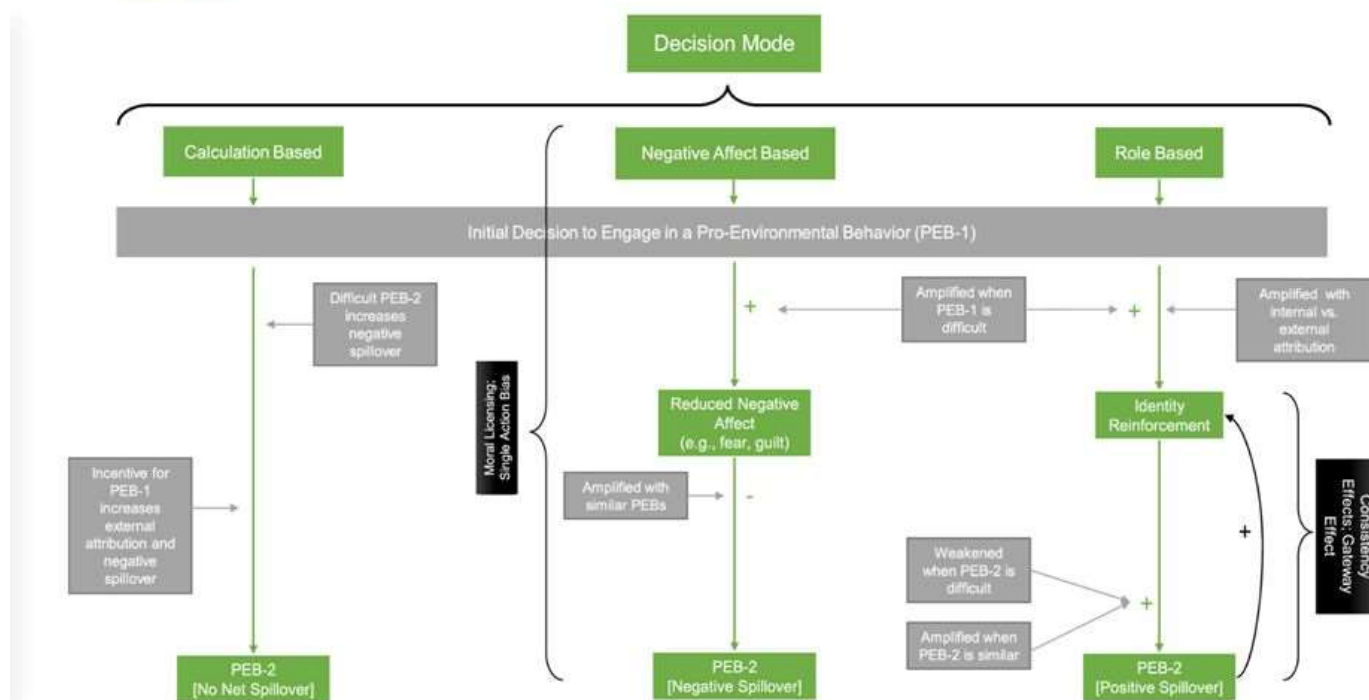 Decision Mode
Calculation Based
Negative Affect Based
Role Based
Initial Decision to Engage in a Pro-Environmental Behavior (PEB-1)
Difficult PEB-2
increases
negative
spillover
Amplified when
PEB-1 is
difficult
Amplified with
internal vs.
external
attribution
+
+
Moral Licensing;
Single Action Bias
Reduced Negative
Affect
(e.g., fear, guilt)
Identity
Reinforcement
Incentive for
PEB-1
increases
external
attribution and
negative
spillover
Amplified with
similar PEBs
-
Consistency
Effects; Gateway
Effect
+
Weakened
when PEB-2 is
difficult
+
Amplified when
PEB-2 is similar
PEB-2
[No Net Spillover]
PEB-2
[Negative Spillover]
PEB-2
[Positive Spillover]